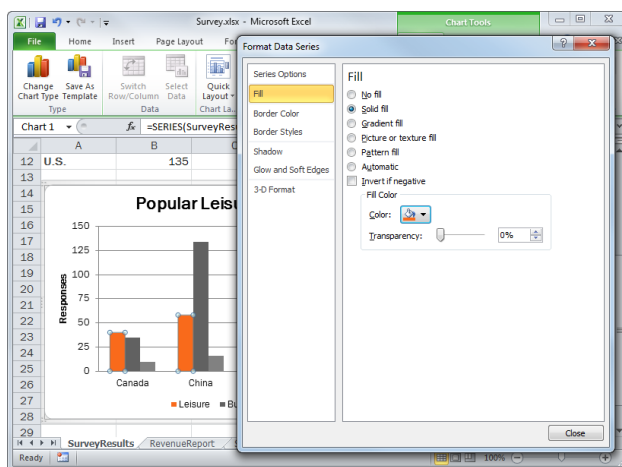 Survey.xlsx - Microsoft Excel
Chart Tools
File Home Insert Page Layout
Change Chart Type
Save As Template
Switch Row/Column
Select Data
Quick Layout
Type
Data
Chart La...
Chart 1
fx =SERIES(SurveyResu
A B
12 U.S. 135
13
14
15
16
17
18
19
20
21
22
23
24
25
26
27
28
29
Popular Leisu
Responses
150
125
100
75
50
25
0
Canada China
Leisure
SurveyResults RevenueReport
Ready
100%
Format Data Series
Series Options
Fill
Border Color
Border Styles
Shadow
Glow and Soft Edges
3-D Format
Fill
No fill
Solid fill
Gradient fill
Picture or texture fill
Pattern fill
Automatic
Invert if negative
Fill Color
Color:
Transparency: 0%
Close